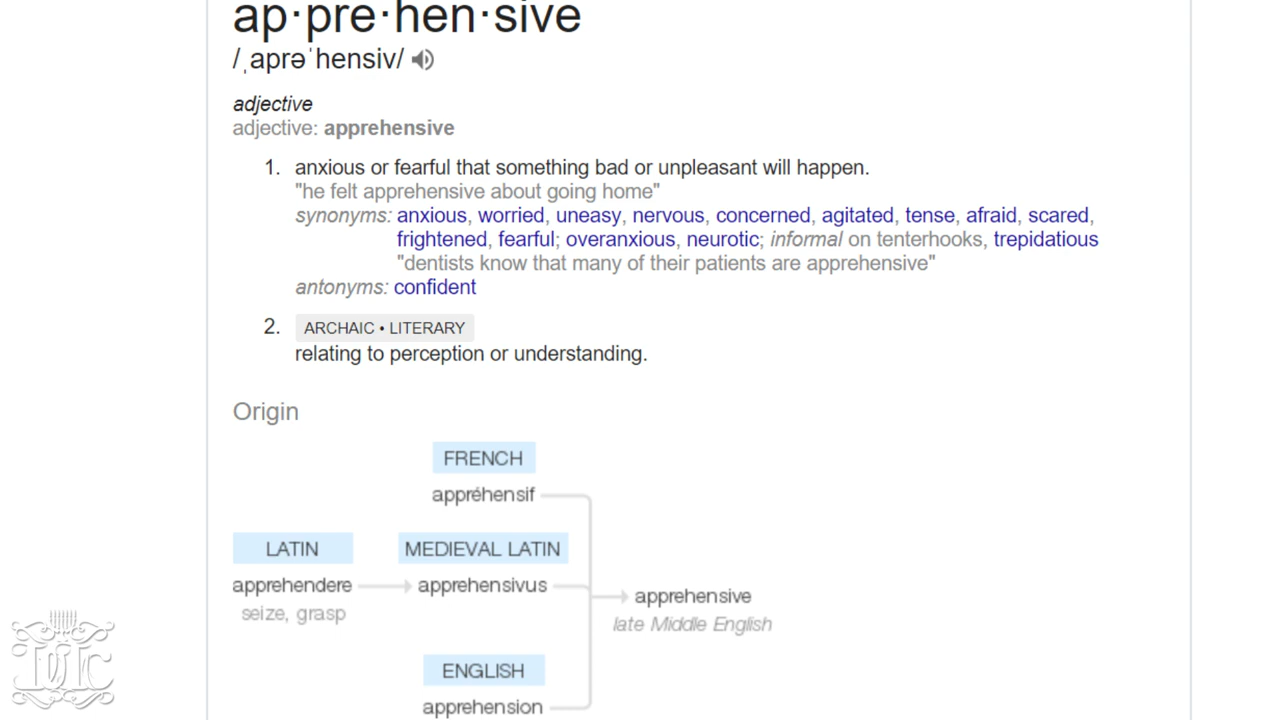 ap·pre·hen·sive
/ˌaprəˈhensiv/
adjective
adjective: apprehensive
1. anxious or fearful that something bad or unpleasant will happen.
"he felt apprehensive about going home"
synonyms: anxious, worried, uneasy, nervous, concerned, agitated, tense, afraid, scared,
frightened, fearful; overanxious, neurotic; informal on tenterhooks, trepidatious
"dentists know that many of their patients are apprehensive"
antonyms: confident
2. ARCHAIC • LITERARY
relating to perception or understanding.
Origin
FRENCH
appréhensif
LATIN MEDIEVAL LATIN
apprehendere apprehensivus
apprehensive
seize, grasp
late Middle English
ENGLISH
apprehension